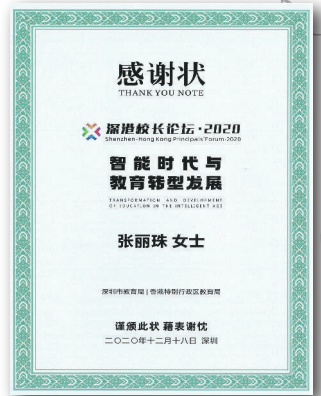 感谢状
THANK YOU NOTE
深港校长论坛·2020
Shenzhen-Hong Kong Principals' Forum·2020
智能时代与
教育转型发展
TRANSFORMATION AND DEVELOPMENT
OF EDUCATION IN THE INTELLIGENT AGE
张丽珠 女士
深圳市教育局 | 香港特别行政区教育局
谨颁此状 藉表谢忱
二〇二〇年十二月十八日 深圳